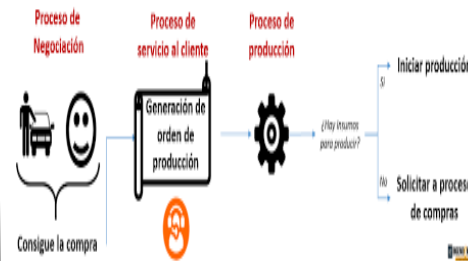 Proceso de
Negociación
Proceso de
servicio al cliente
Proceso de
producción
Generación de
orden de
producción
¿Hay insumos
para producir?
Si
Iniciar producción
No
Solicitar a proceso
de compras
Consigue la compra